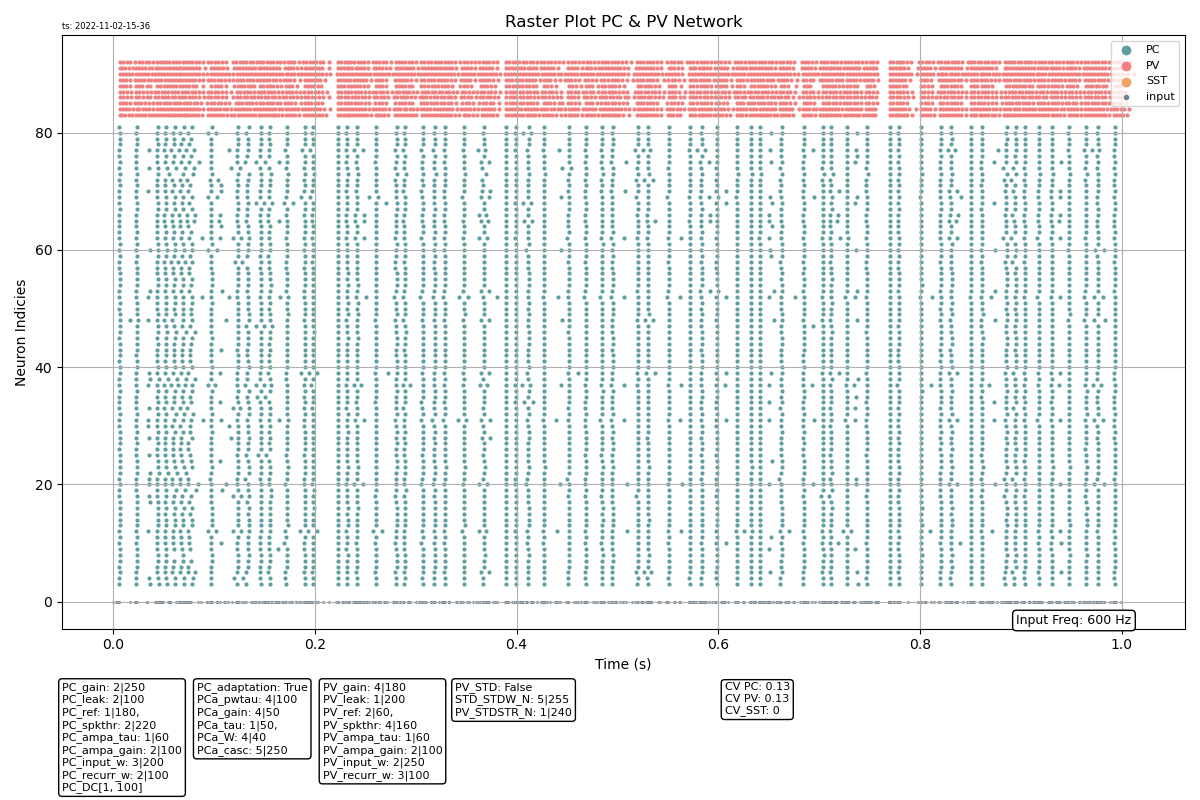 ts: 2022-11-02-15-36
Raster Plot PC & PV Network
PC
PV
SST
input
Neuron Indicies
80
60
40
20
0
Input Freq: 600 Hz
0.0
0.2
0.4
0.6
0.8
1.0
Time (s)
PC_gain: 2|250
PC_leak: 2|100
PC_ref: 1|180,
PC_spkthr: 2|220
PC_ampa_tau: 1|60
PC_ampa_gain: 2|100
PC_input_w: 3|200
PC_recurr_w: 2|100
PC_DC[1, 100]
PC_adaptation: True
PCa_pwtau: 4|100
PCa_gain: 4|50
PCa_tau: 1|50,
PCa_W: 4|40
PCa_casc: 5|250
PV_gain: 4|180
PV_leak: 1|200
PV_ref: 2|60,
PV_spkthr: 4|160
PV_ampa_tau: 1|60
PV_ampa_gain: 2|100
PV_input_w: 2|250
PV_recurr_w: 3|100
PV_STD: False
STD_STDW_N: 5|255
PV_STDSTR_N: 1|240
CV PC: 0.13
CV PV: 0.13
CV_SST: 0